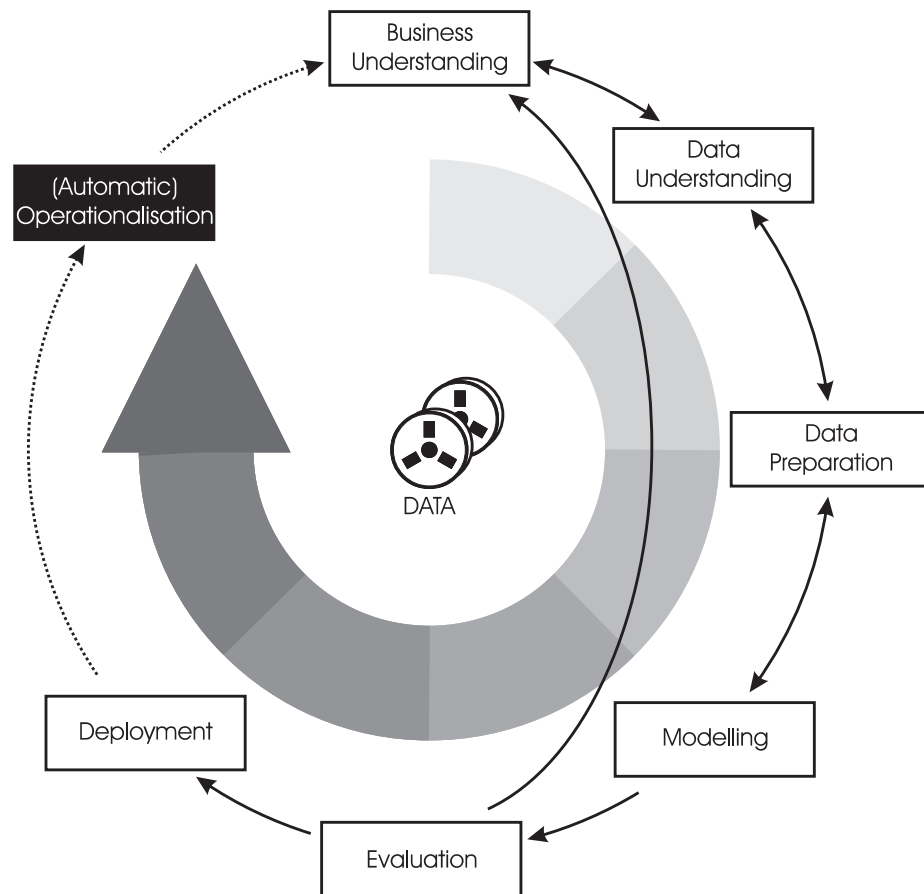 Business
Understanding
Data
Understanding
(Automatic)
Operationalisation
Data
Preparation
DATA
Deployment
Modelling
Evaluation